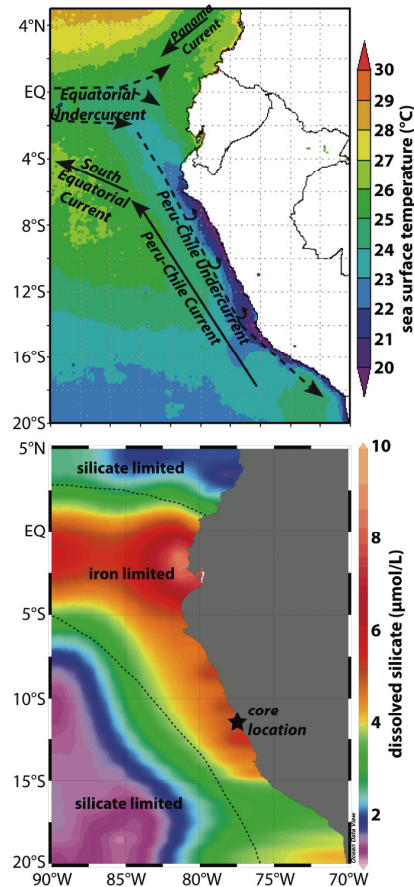 4°N
EQ
4°S
8°S
12°S
16°S
20°S
Panama
Current
Equatorial
Undercurrent
South
Equatorial
Current
Peru-Chile Undercurrent
Peru-Chile Current
30
29
28
27
26
25
24
23
22
21
20
sea surface temperature (°C)
5°N
EQ
5°S
10°S
15°S
20°S
silicate limited
iron limited
core
location
silicate limited
Ocean Data View
90°W
85°W
80°W
75°W
70°W
10
8
6
4
2
dissolved silicate (µmol/L)